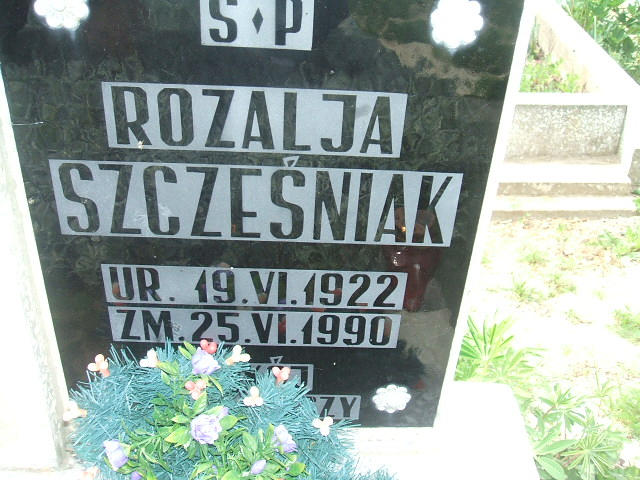 S♦P
ROZALJA
SZCZEŚNIAK
UR. 19.VI.1922
ZM. 25.VI.1990